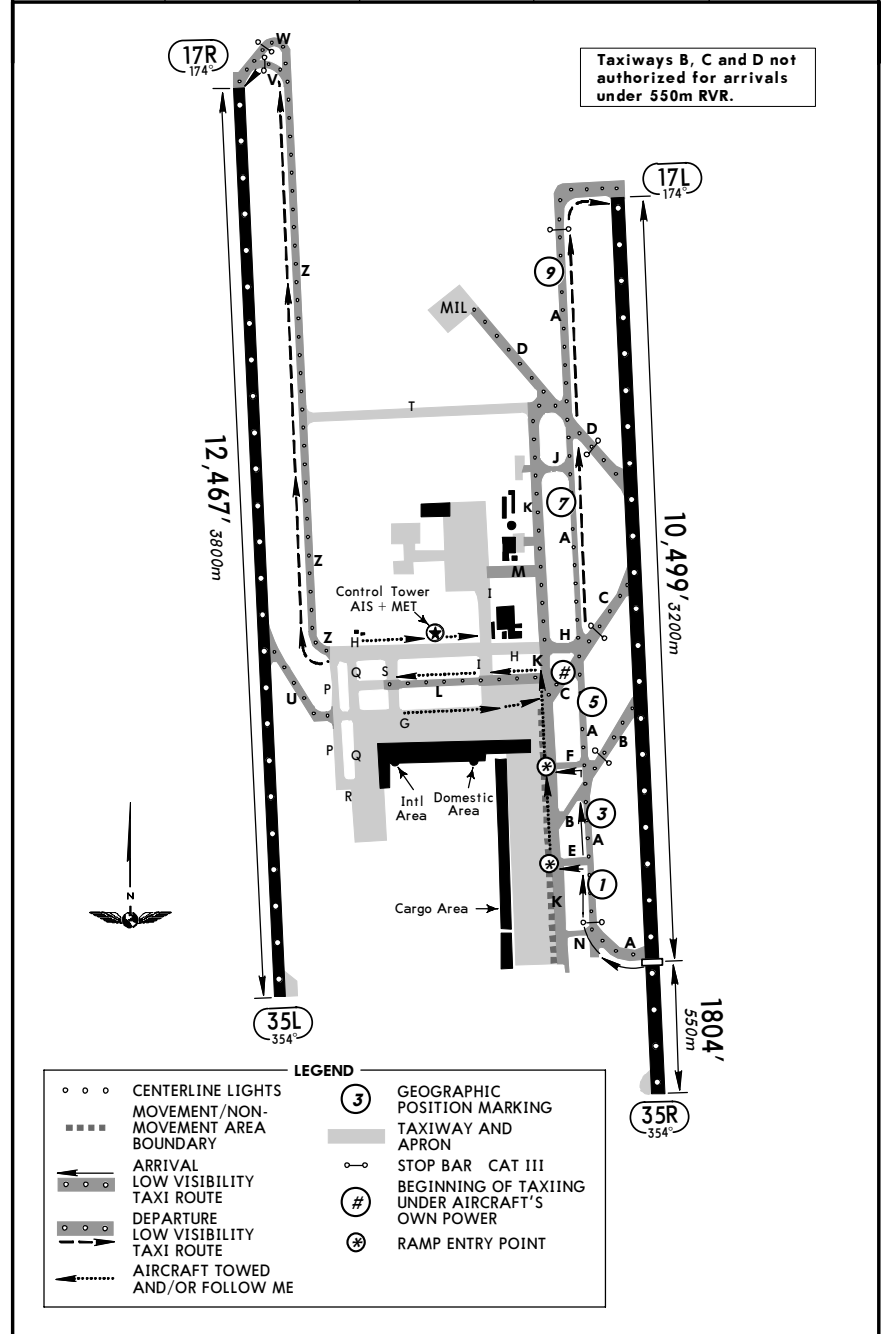 W
17R
174°
V
Taxiways B, C and D not
authorized for arrivals
under 550m RVR.
17L
174°
Z
9
MIL
A
D
T
D
J
12,467' 3800m
K
7
10,499' 3200m
A
Z
M
C
Control Tower
AIS + MET
I
Z
H
H
H
K
#
I
Q
S
P
L
C
5
U
G
A
B
P
Q
F
*
R
Intl
Area
Domestic
Area
B
3
A
E
*
1
N
Cargo Area
K
N
A
1804'
550m
35L
354°
35R
354°
LEGEND
CENTERLINE LIGHTS
MOVEMENT/NON-
MOVEMENT AREA
BOUNDARY
ARRIVAL
LOW VISIBILITY
TAXI ROUTE
DEPARTURE
LOW VISIBILITY
TAXI ROUTE
AIRCRAFT TOWED
AND/OR FOLLOW ME
3
GEOGRAPHIC
POSITION MARKING
TAXIWAY AND
APRON
STOP BAR CAT III
#
BEGINNING OF TAXIING
UNDER AIRCRAFT'S
OWN POWER
*
RAMP ENTRY POINT